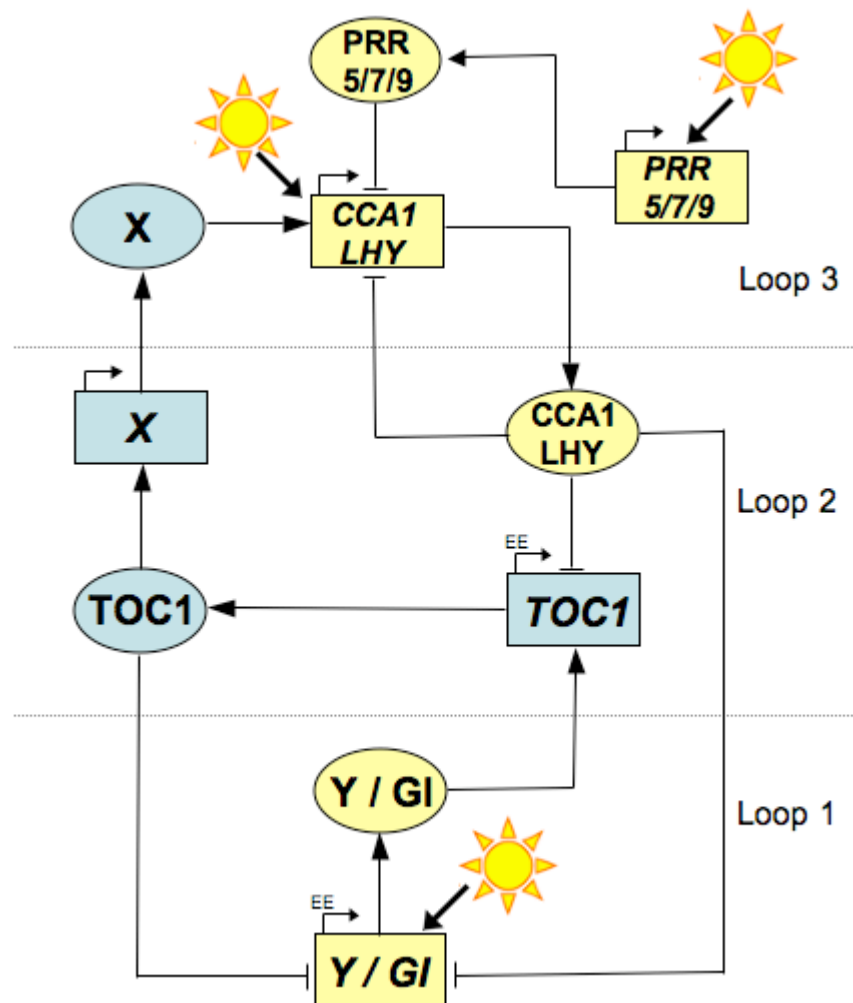 PRR
5/7/9
PRR
5/7/9
X
CCA1
LHY
Loop 3
X
CCA1
LHY
Loop 2
EE
TOC1
TOC1
Y / GI
Loop 1
EE
Y / GI